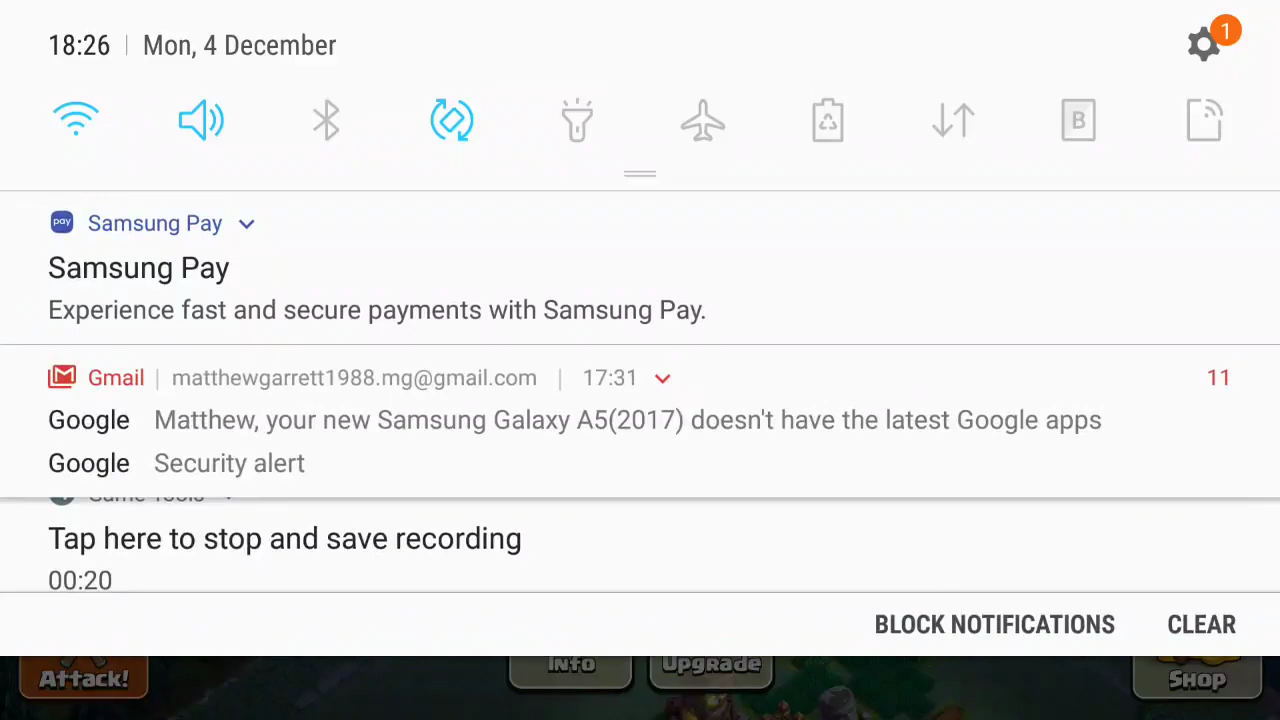 18:26 | Mon, 4 December
1
B
pay Samsung Pay
Samsung Pay
Experience fast and secure payments with Samsung Pay.
Gmail | matthewgarrett1988.mg@gmail.com | 17:31
11
Google Matthew, your new Samsung Galaxy A5(2017) doesn't have the latest Google apps
Google Security alert
Game Tools
Tap here to stop and save recording
00:20
BLOCK NOTIFICATIONS CLEAR
Attack! Info Upgrade Shop